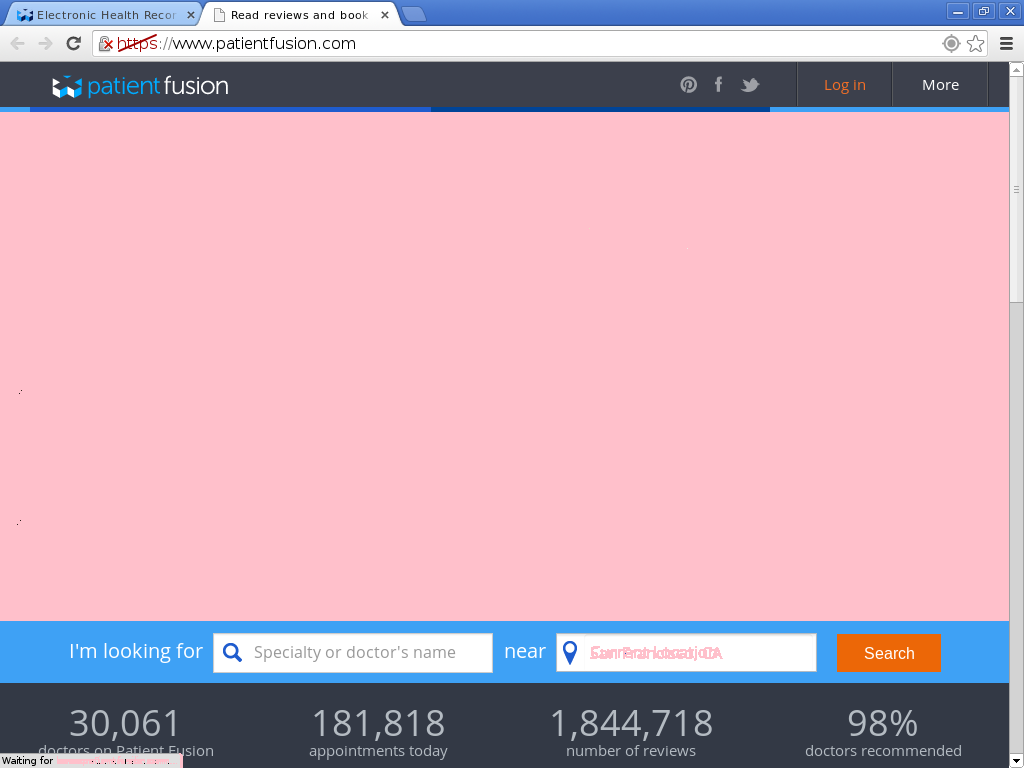 Electronic Health Recor
Read reviews and book
https://www.patientfusion.com
patientfusion
Log in
More
I'm looking for
Specialty or doctor's name
near
Search
30,061
181,818
1,844,718
98%
doctors on Patient Fusion
appointments today
number of reviews
doctors recommended
Waiting for